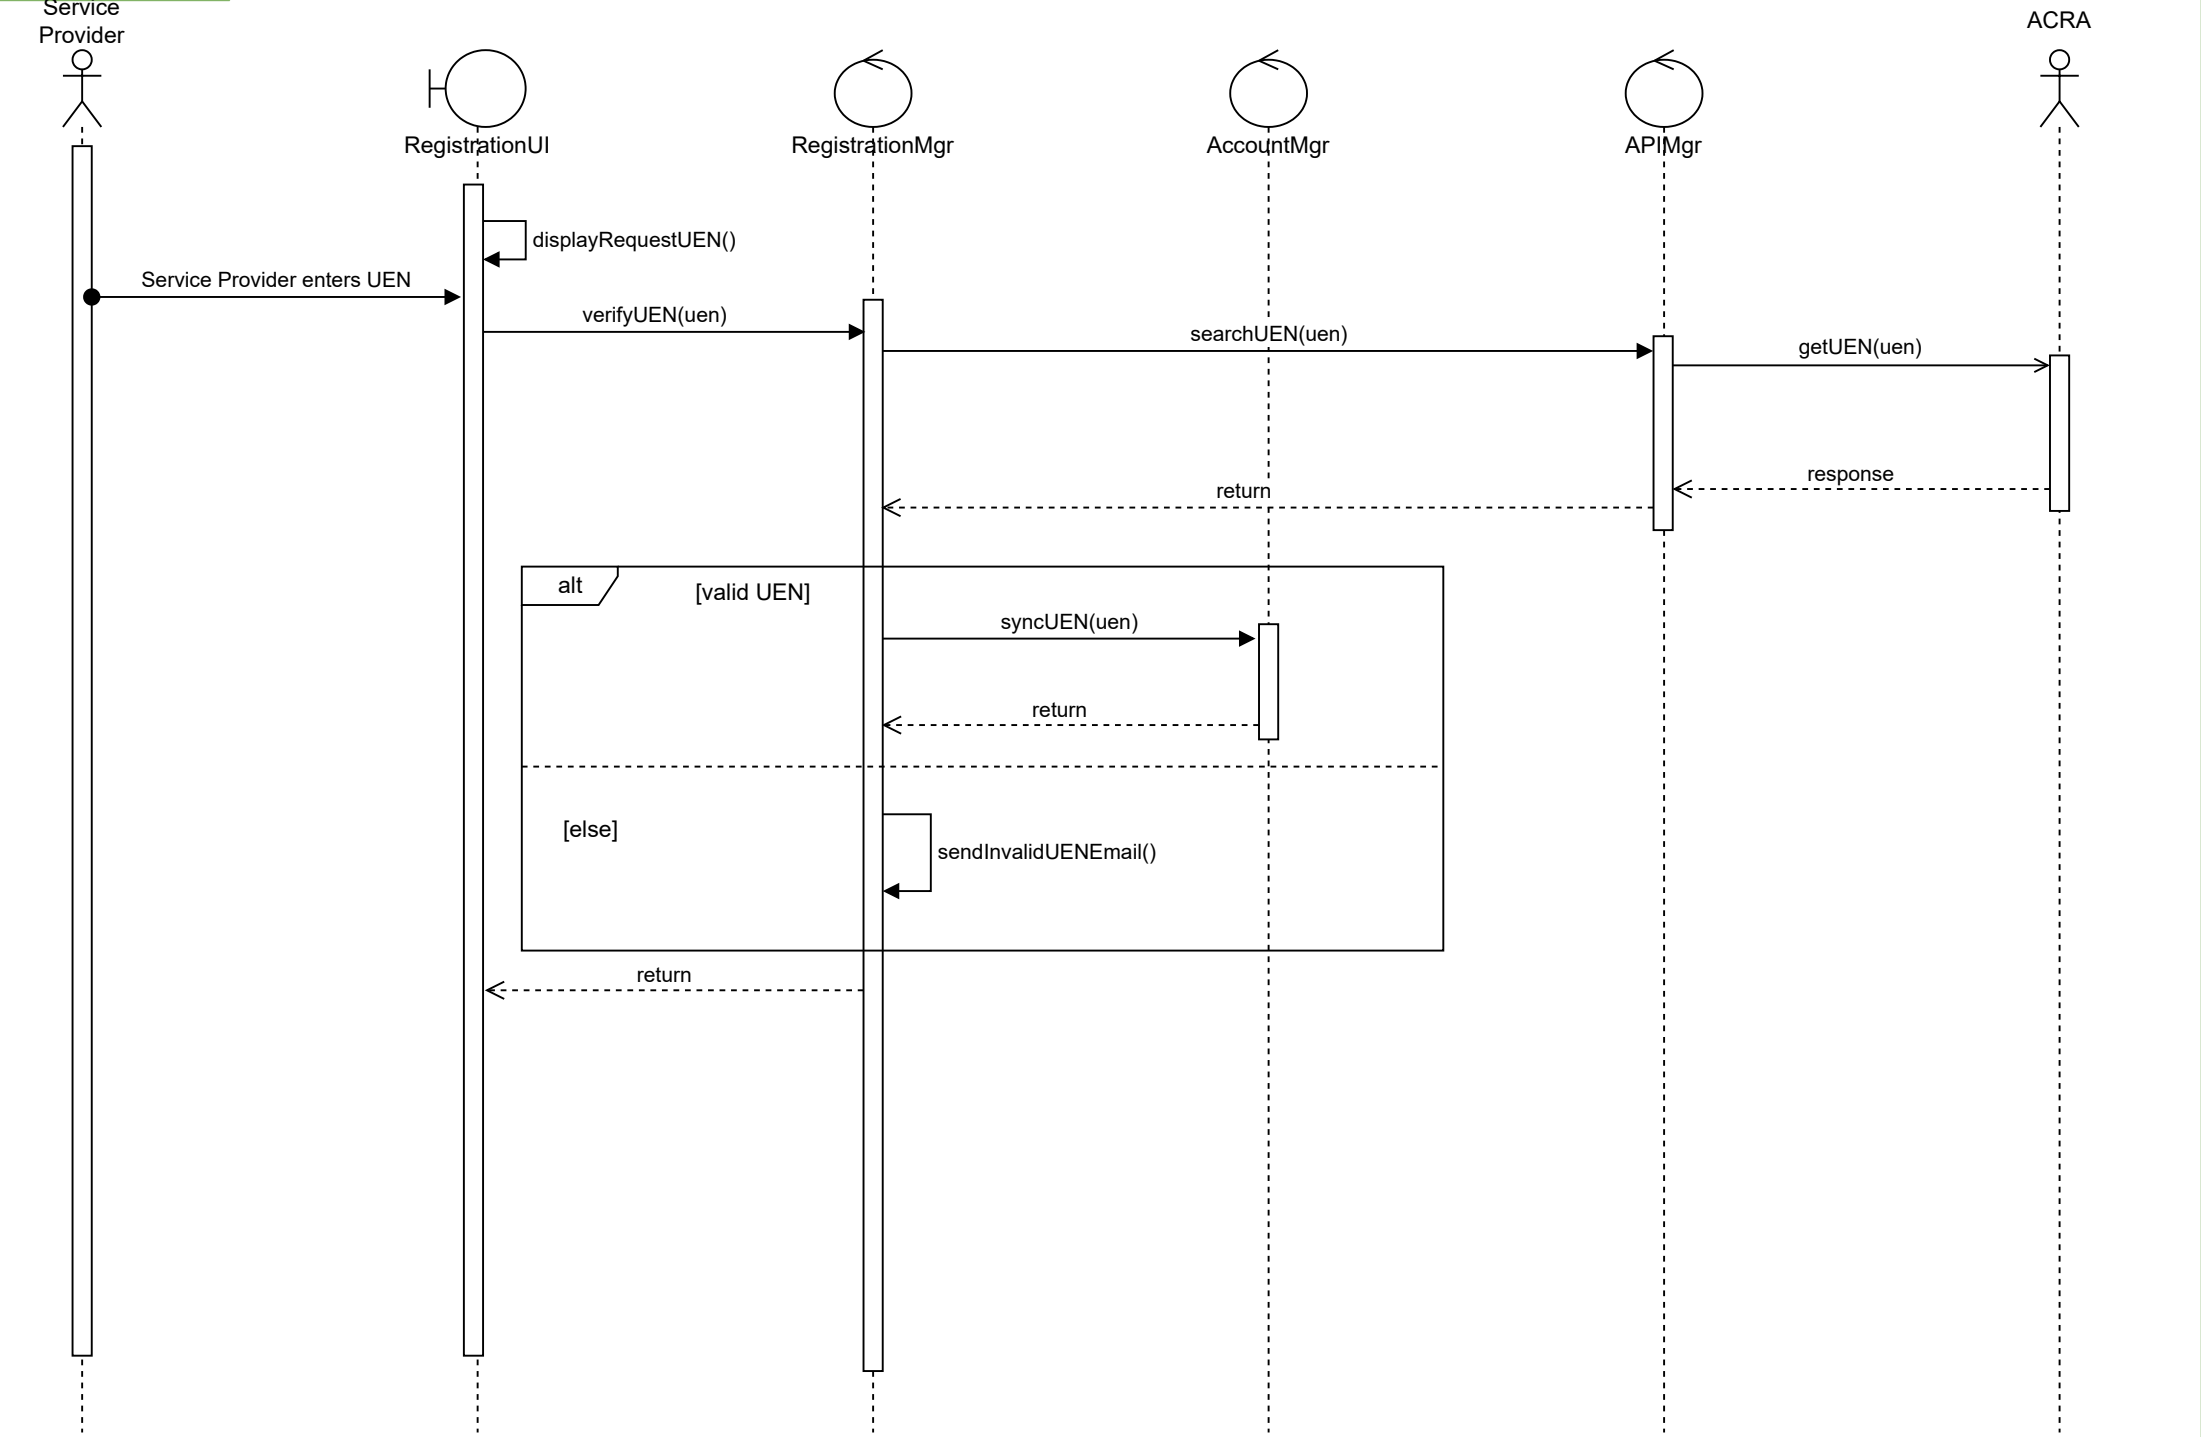 Service
Provider
ACRA
RegistrationUI
RegistrationMgr
AccountMgr
APIMgr
displayRequestUEN()
Service Provider enters UEN
verifyUEN(uen)
searchUEN(uen)
getUEN(uen)
response
return
alt
[valid UEN]
syncUEN(uen)
return
[else]
sendInvalidUENEmail()
return